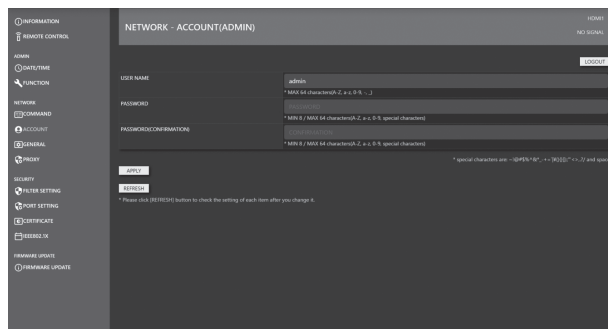 INFORMATION
REMOTE CONTROL
ADMIN
DATE/TIME
FUNCTION
NETWORK
COMMAND
ACCOUNT
GENERAL
PROXY
SECURITY
FILTER SETTING
PORT SETTING
CERTIFICATE
IEEE802.1X
FIRMWARE UPDATE
FIRMWARE UPDATE
NETWORK - ACCOUNT(ADMIN)
HDMI1
NO SIGNAL
LOGOUT
USER NAME
admin
* MAX 64 characters(A-Z, a-z, 0-9, -, _)
PASSWORD
PASSWORD
* MIN 8 / MAX 64 characters(A-Z, a-z, 0-9, special characters)
PASSWORD(CONFIRMATION)
CONFIRMATION
* MIN 8 / MAX 64 characters(A-Z, a-z, 0-9, special characters)
* special characters are:
APPLY
REFRESH
* Please click [REFRESH] button to check the setting of each item after you change it.